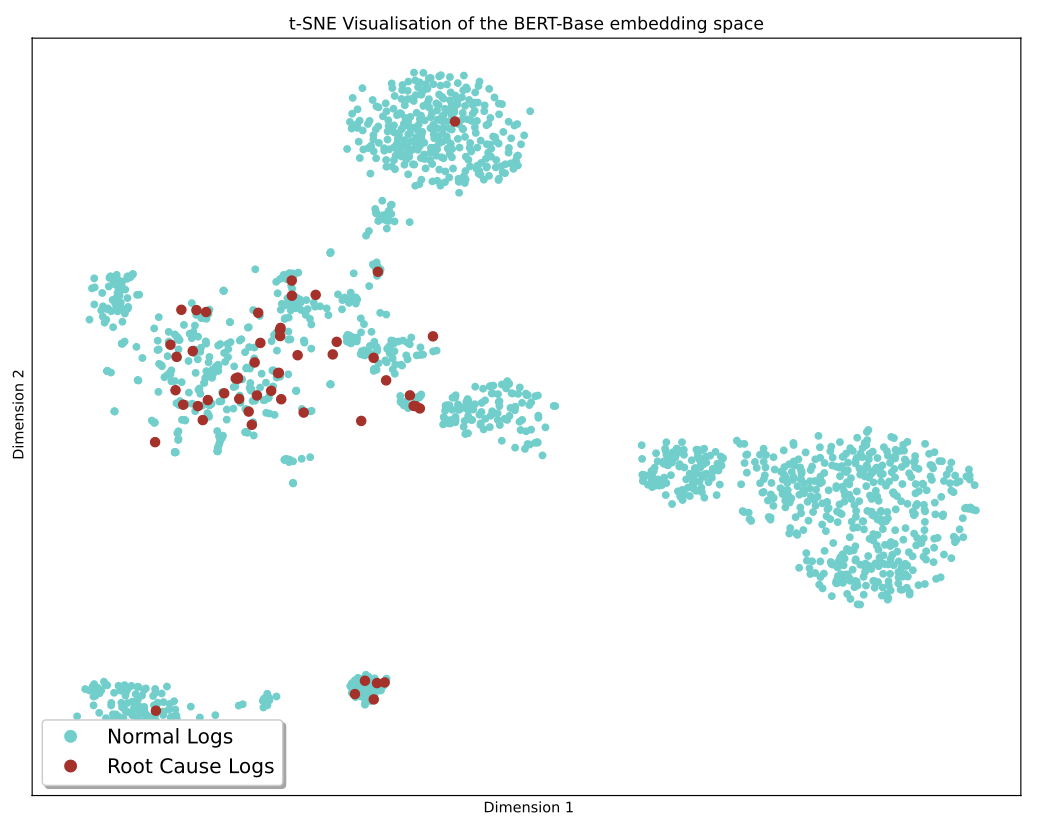 t-SNE Visualisation of the BERT-Base embedding space
Dimension 2
Normal Logs
Root Cause Logs
Dimension 1